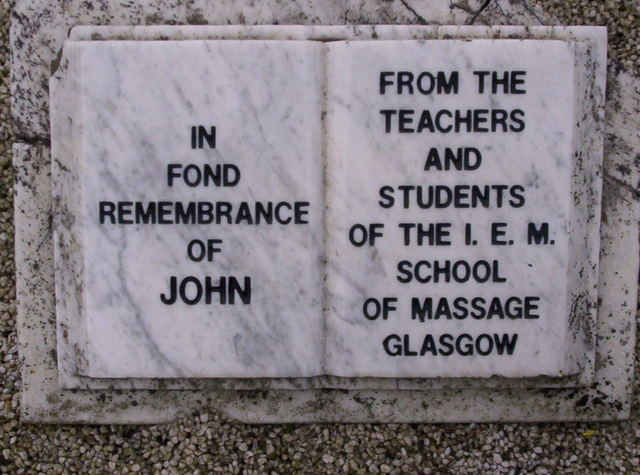 IN
FOND
REMEMBRANCE
OF
JOHN
FROM THE
TEACHERS
AND
STUDENTS
OF THE I. E. M.
SCHOOL
OF MASSAGE
GLASGOW